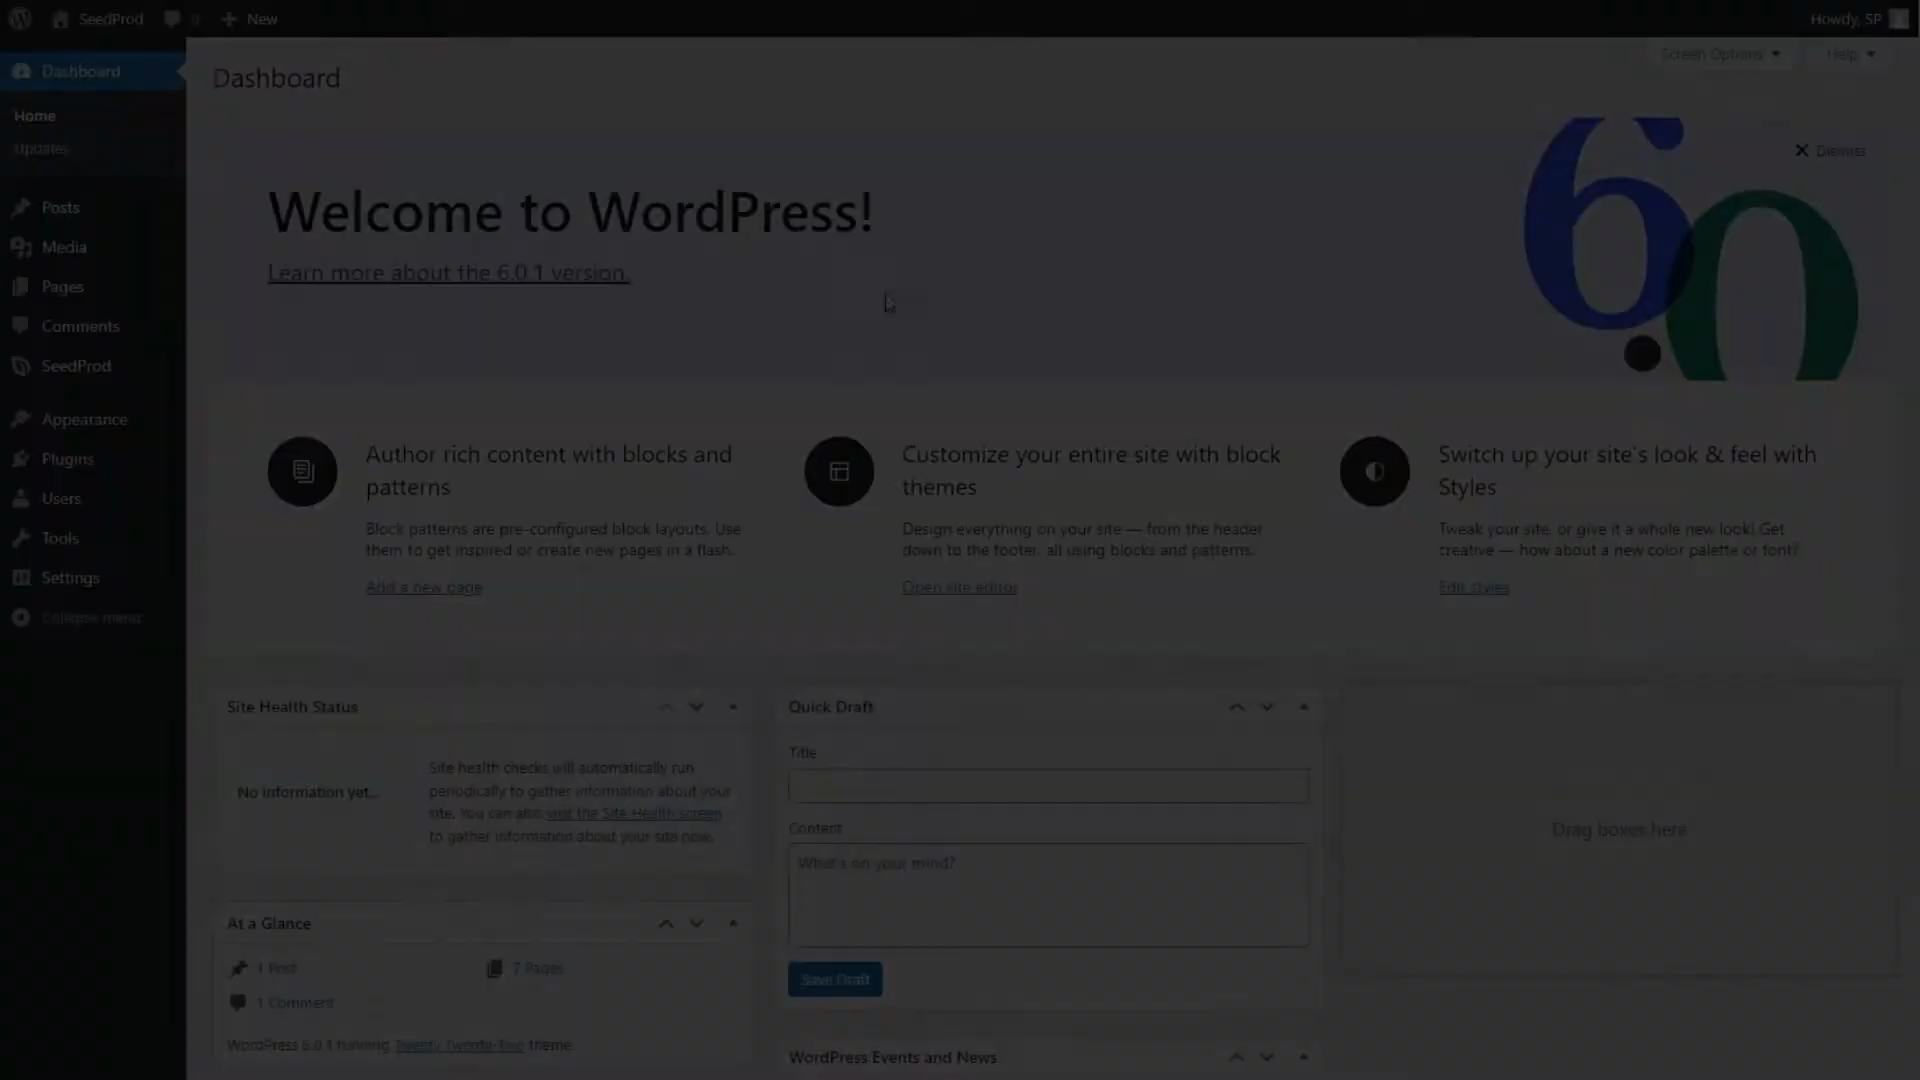 SeedProd 0 New Howdy, SP
Screen Options Help
Dashboard
Home
Updates
Posts
Media
Pages
Comments
SeedProd
Appearance
Plugins
Users
Tools
Settings
Collapse menu
Dashboard
Dismiss
Welcome to WordPress!
Learn more about the 6.0.1 version.
6.0
Author rich content with blocks and
patterns
Block patterns are pre-configured block layouts. Use
them to get inspired or create new pages in a flash.
Add a new page
Customize your entire site with block
themes
Design everything on your site — from the header
down to the footer, all using blocks and patterns.
Open site editor
Switch up your site's look & feel with
Styles
Tweak your site, or give it a whole new look! Get
creative — how about a new color palette or font?
Edit styles
Site Health Status
No information yet...
Site health checks will automatically run
periodically to gather information about your
site. You can also visit the Site Health screen
to gather information about your site now.
At a Glance
1 Post 7 Pages
1 Comment
WordPress 6.0.1 running Twenty Twenty-Two theme.
Quick Draft
Title
Content
What's on your mind?
Save Draft
WordPress Events and News
Drag boxes here